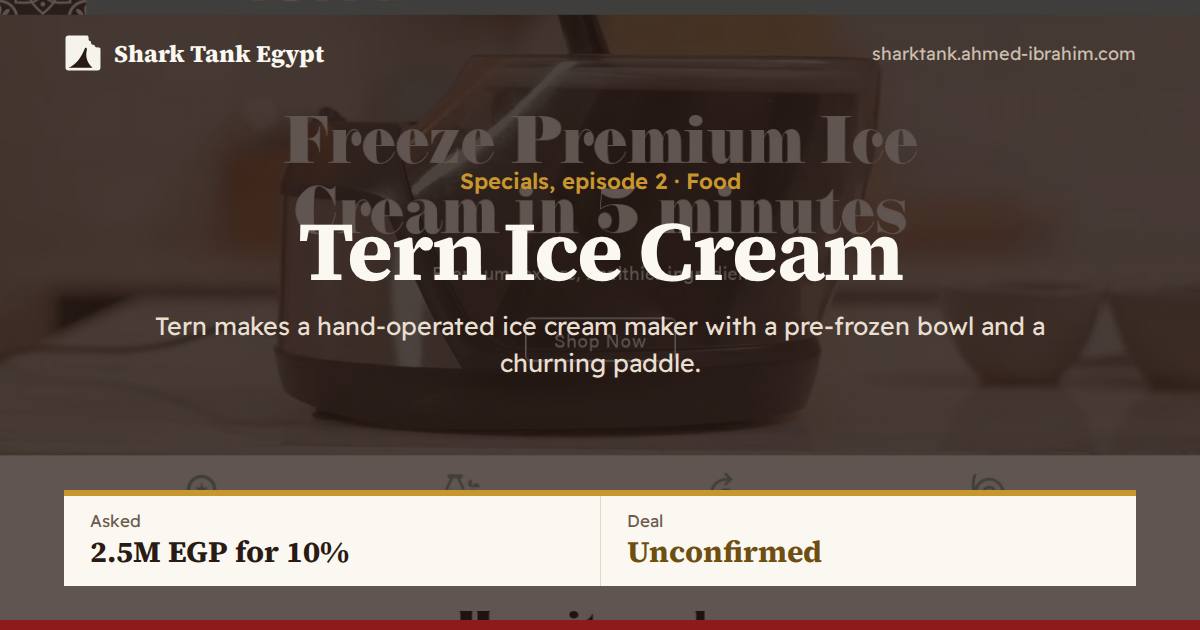 Shark Tank Egypt
sharktank.ahmed-ibrahim.com
Freeze Premium Ice
Specials, episode 2 · Food
Cream in 5 minutes
Tern Ice Cream
Tern makes a hand-operated ice cream maker with a pre-frozen bowl and a
Shop Now
churning paddle.
Asked
2.5M EGP for 10%
Deal
Unconfirmed